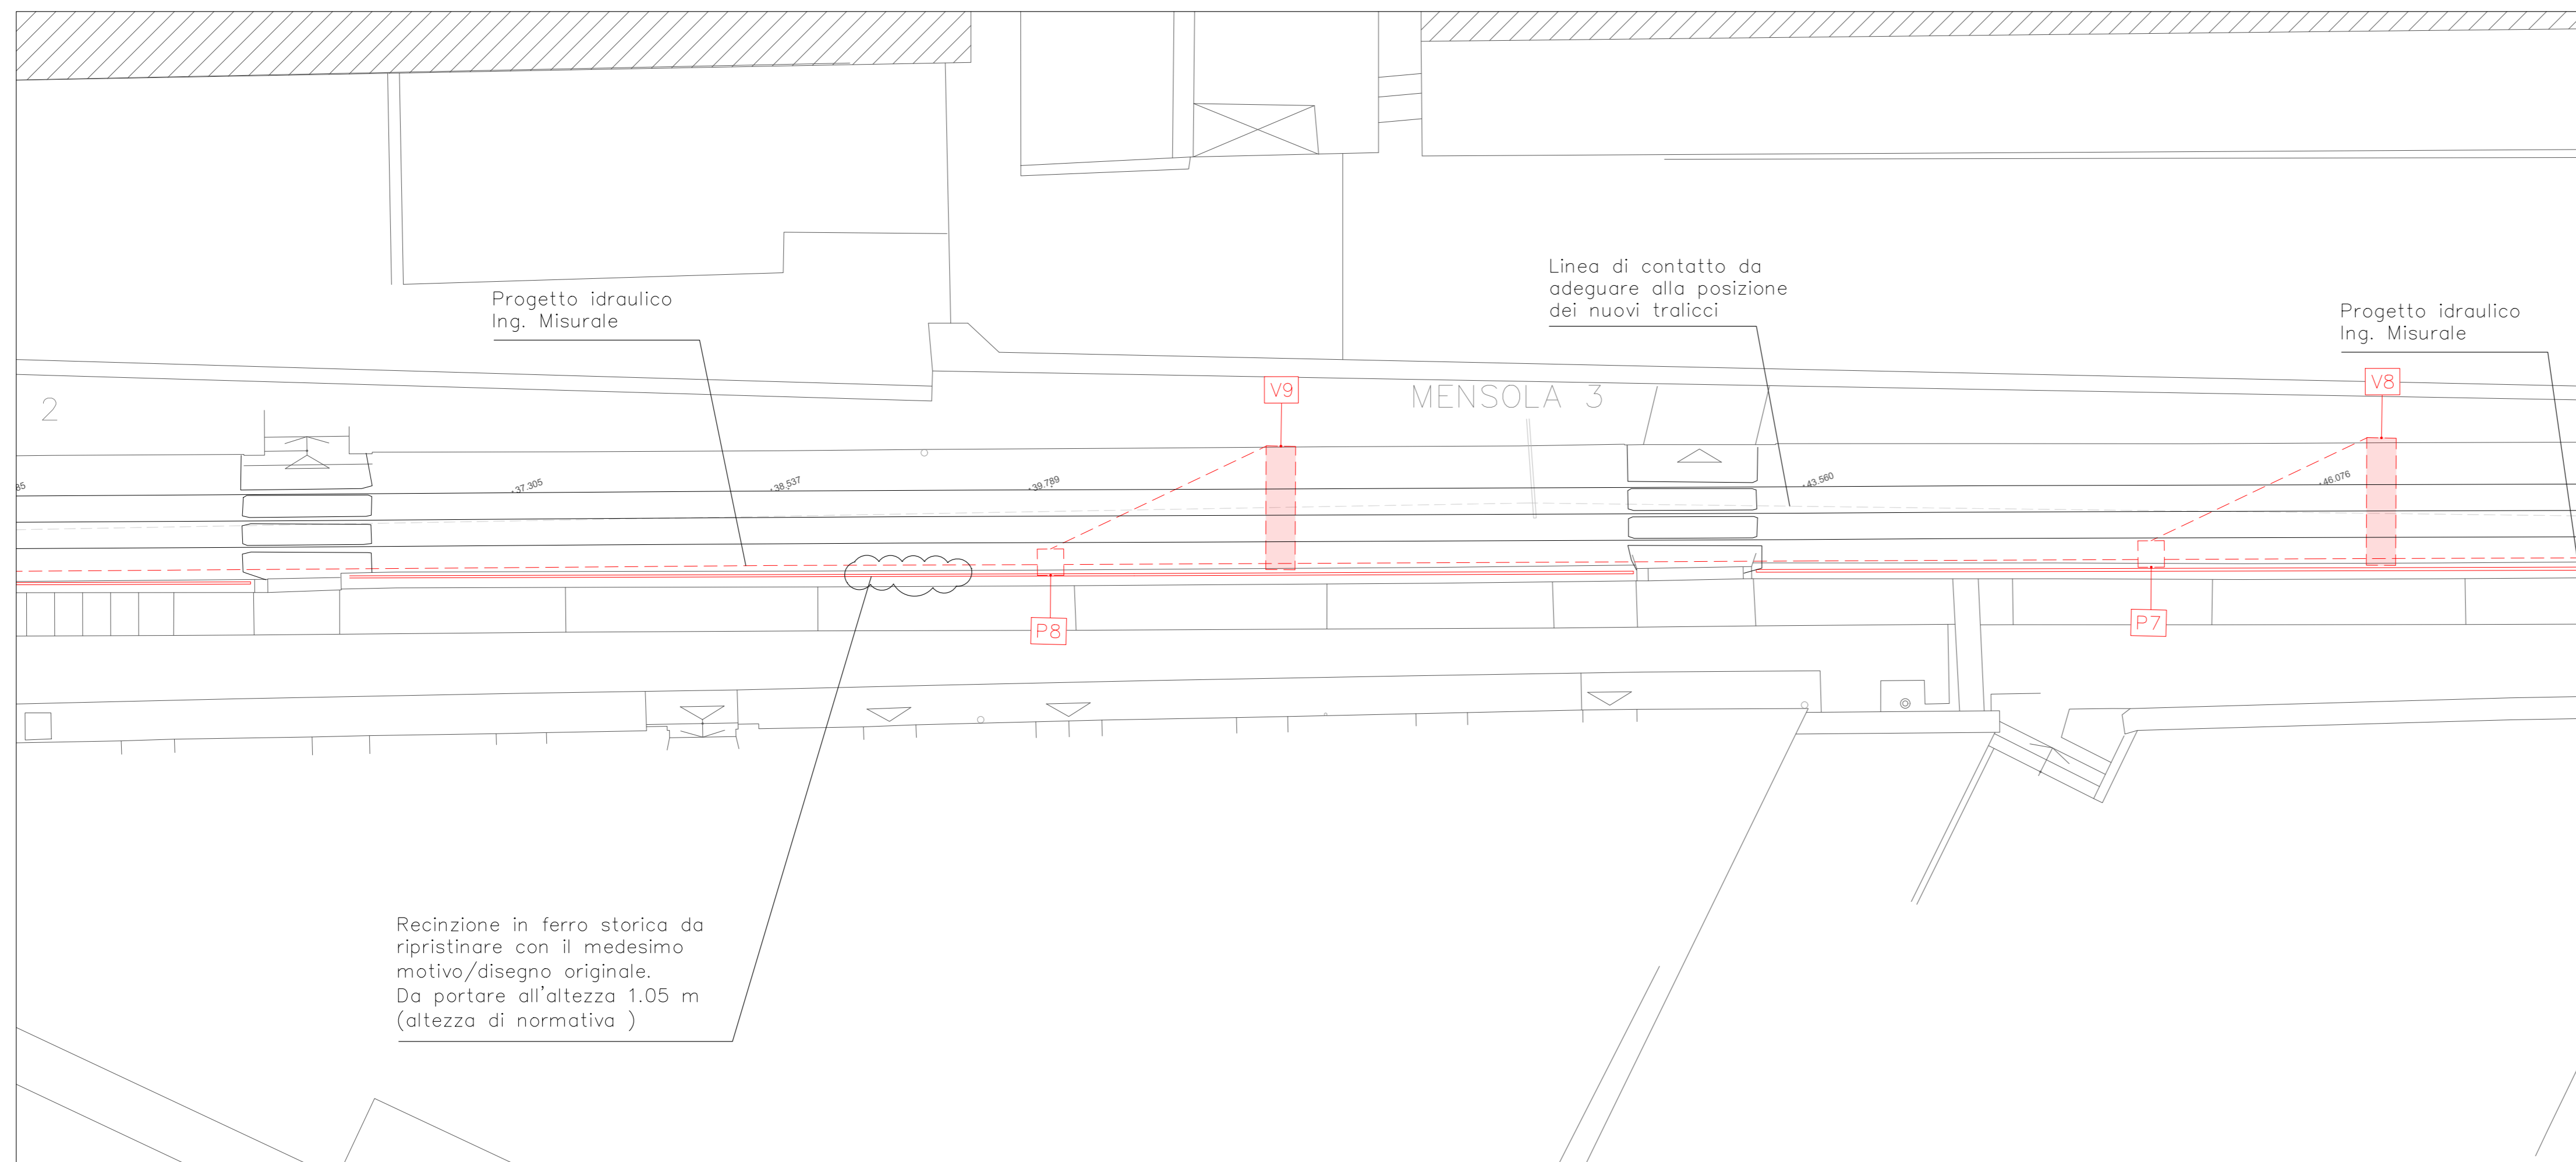 Progetto idraulico
Ing. Misurale
Linea di contatto da
adeguare alla posizione
dei nuovi tralicci
Progetto idraulico
Ing. Misurale
2
V9
MENSOLA 3
V8
85
37.305
38.537
39.789
43.560
46.076
P8
P7
Recinzione in ferro storica da
ripristinare con il medesimo
motivo/disegno originale.
Da portare all'altezza 1.05 m
(altezza di normativa )